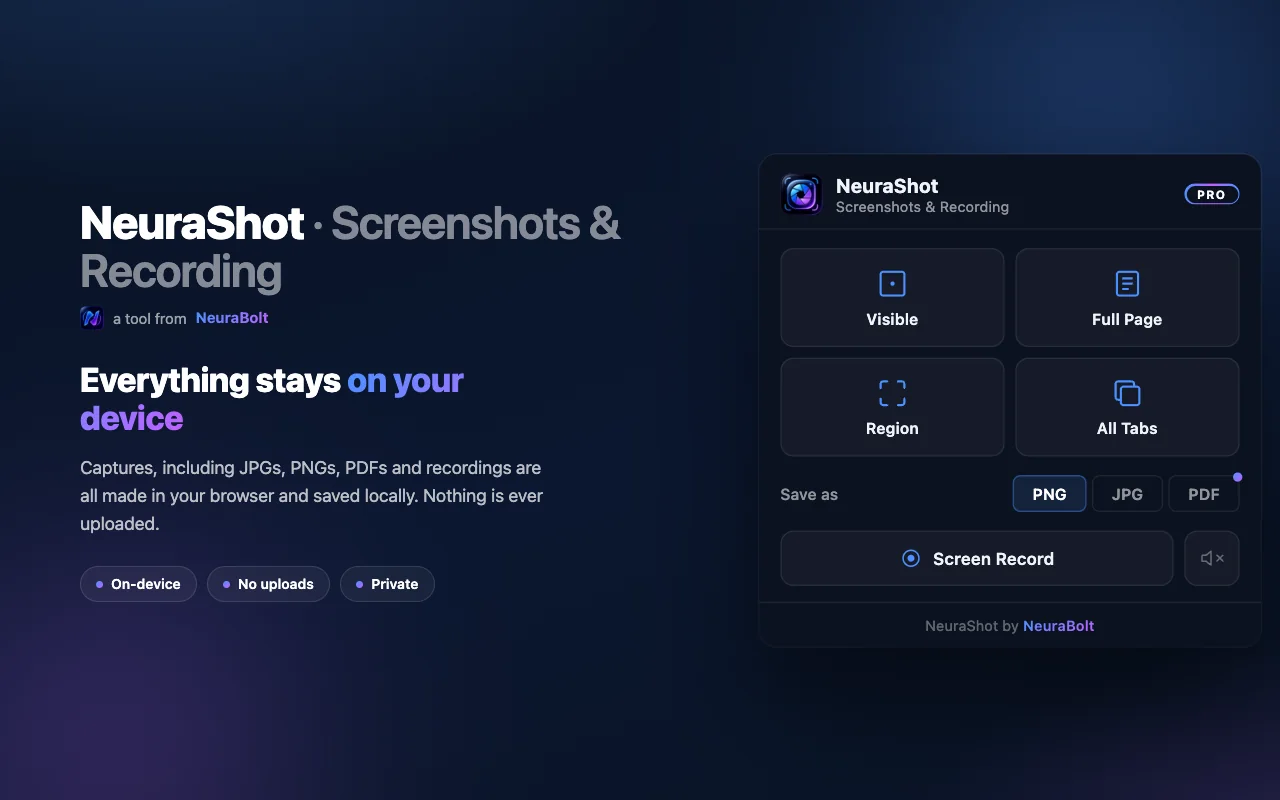 NeuraShot · Screenshots &
Recording
a tool from NeuraBolt
Everything stays on your
device
Captures, including JPGs, PNGs, PDFs and recordings are
all made in your browser and saved locally. Nothing is ever
uploaded.
On-device
No uploads
Private
NeuraShot
Screenshots & Recording
PRO
Visible
Full Page
Region
All Tabs
Save as
PNG
JPG
PDF
Screen Record
NeuraShot by NeuraBolt